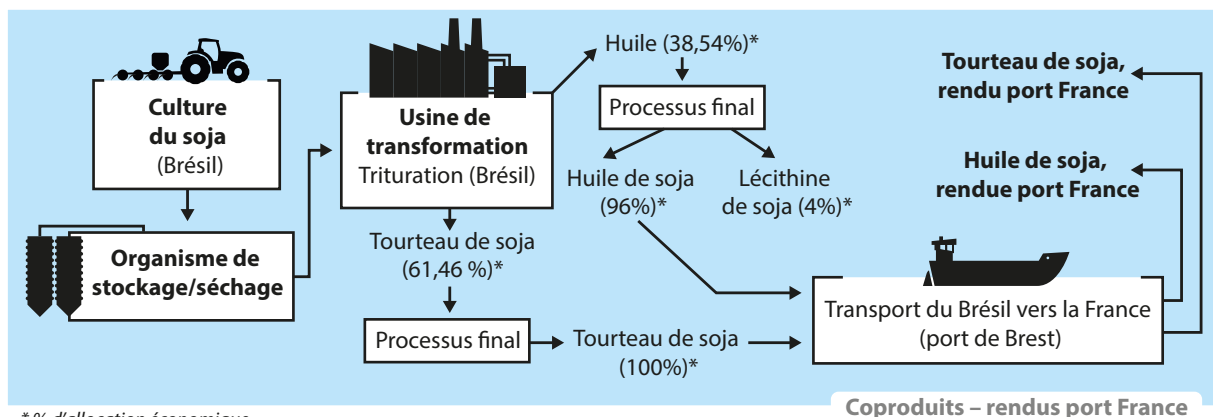 Culture
du soja
(Brésil)
Organisme de
stockage/séchage
Usine de
transformation
Trituration (Brésil)
Huile (38,54%)*
Processus final
Huile de soja
(96%)*
Lécithine
de soja (4%)*
Tourteau de soja
(61,46 %)*
Processus final
Tourteau de soja
(100%)*
Transport du Brésil vers la France
(port de Brest)
Tourteau de soja,
rendu port France
Huile de soja,
rendue port France
* % d'allocation économique
Coproduits – rendus port France